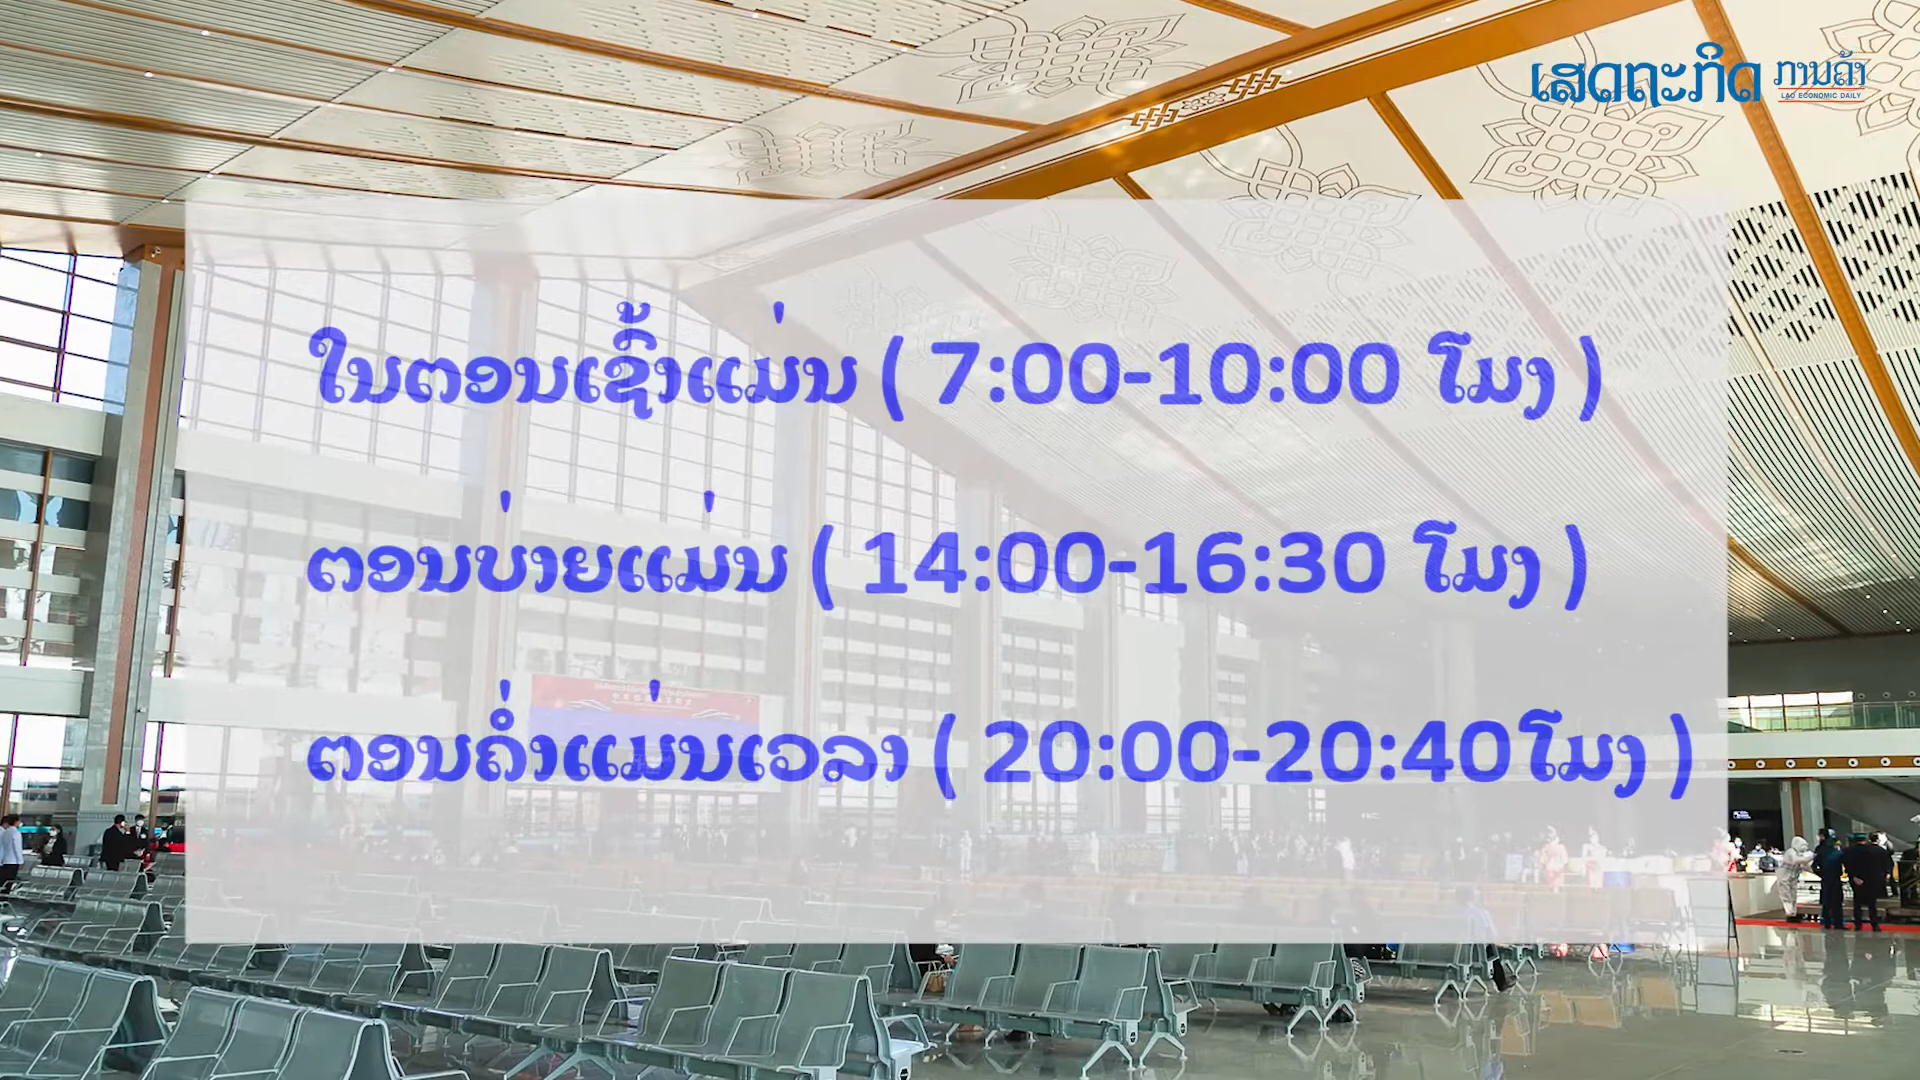 ເສດຖະກິດ ການຄ້າ
LAO ECONOMIC DAILY
ໃນຕອນເຊົ້າແມ່ນ ( 7:00-10:00 ໂມງ )
ຕອນບ່າຍແມ່ນ ( 14:00-16:30 ໂມງ )
ຕອນຄ່ຳແມ່ນເວລາ ( 20:00-20:40ໂມງ )